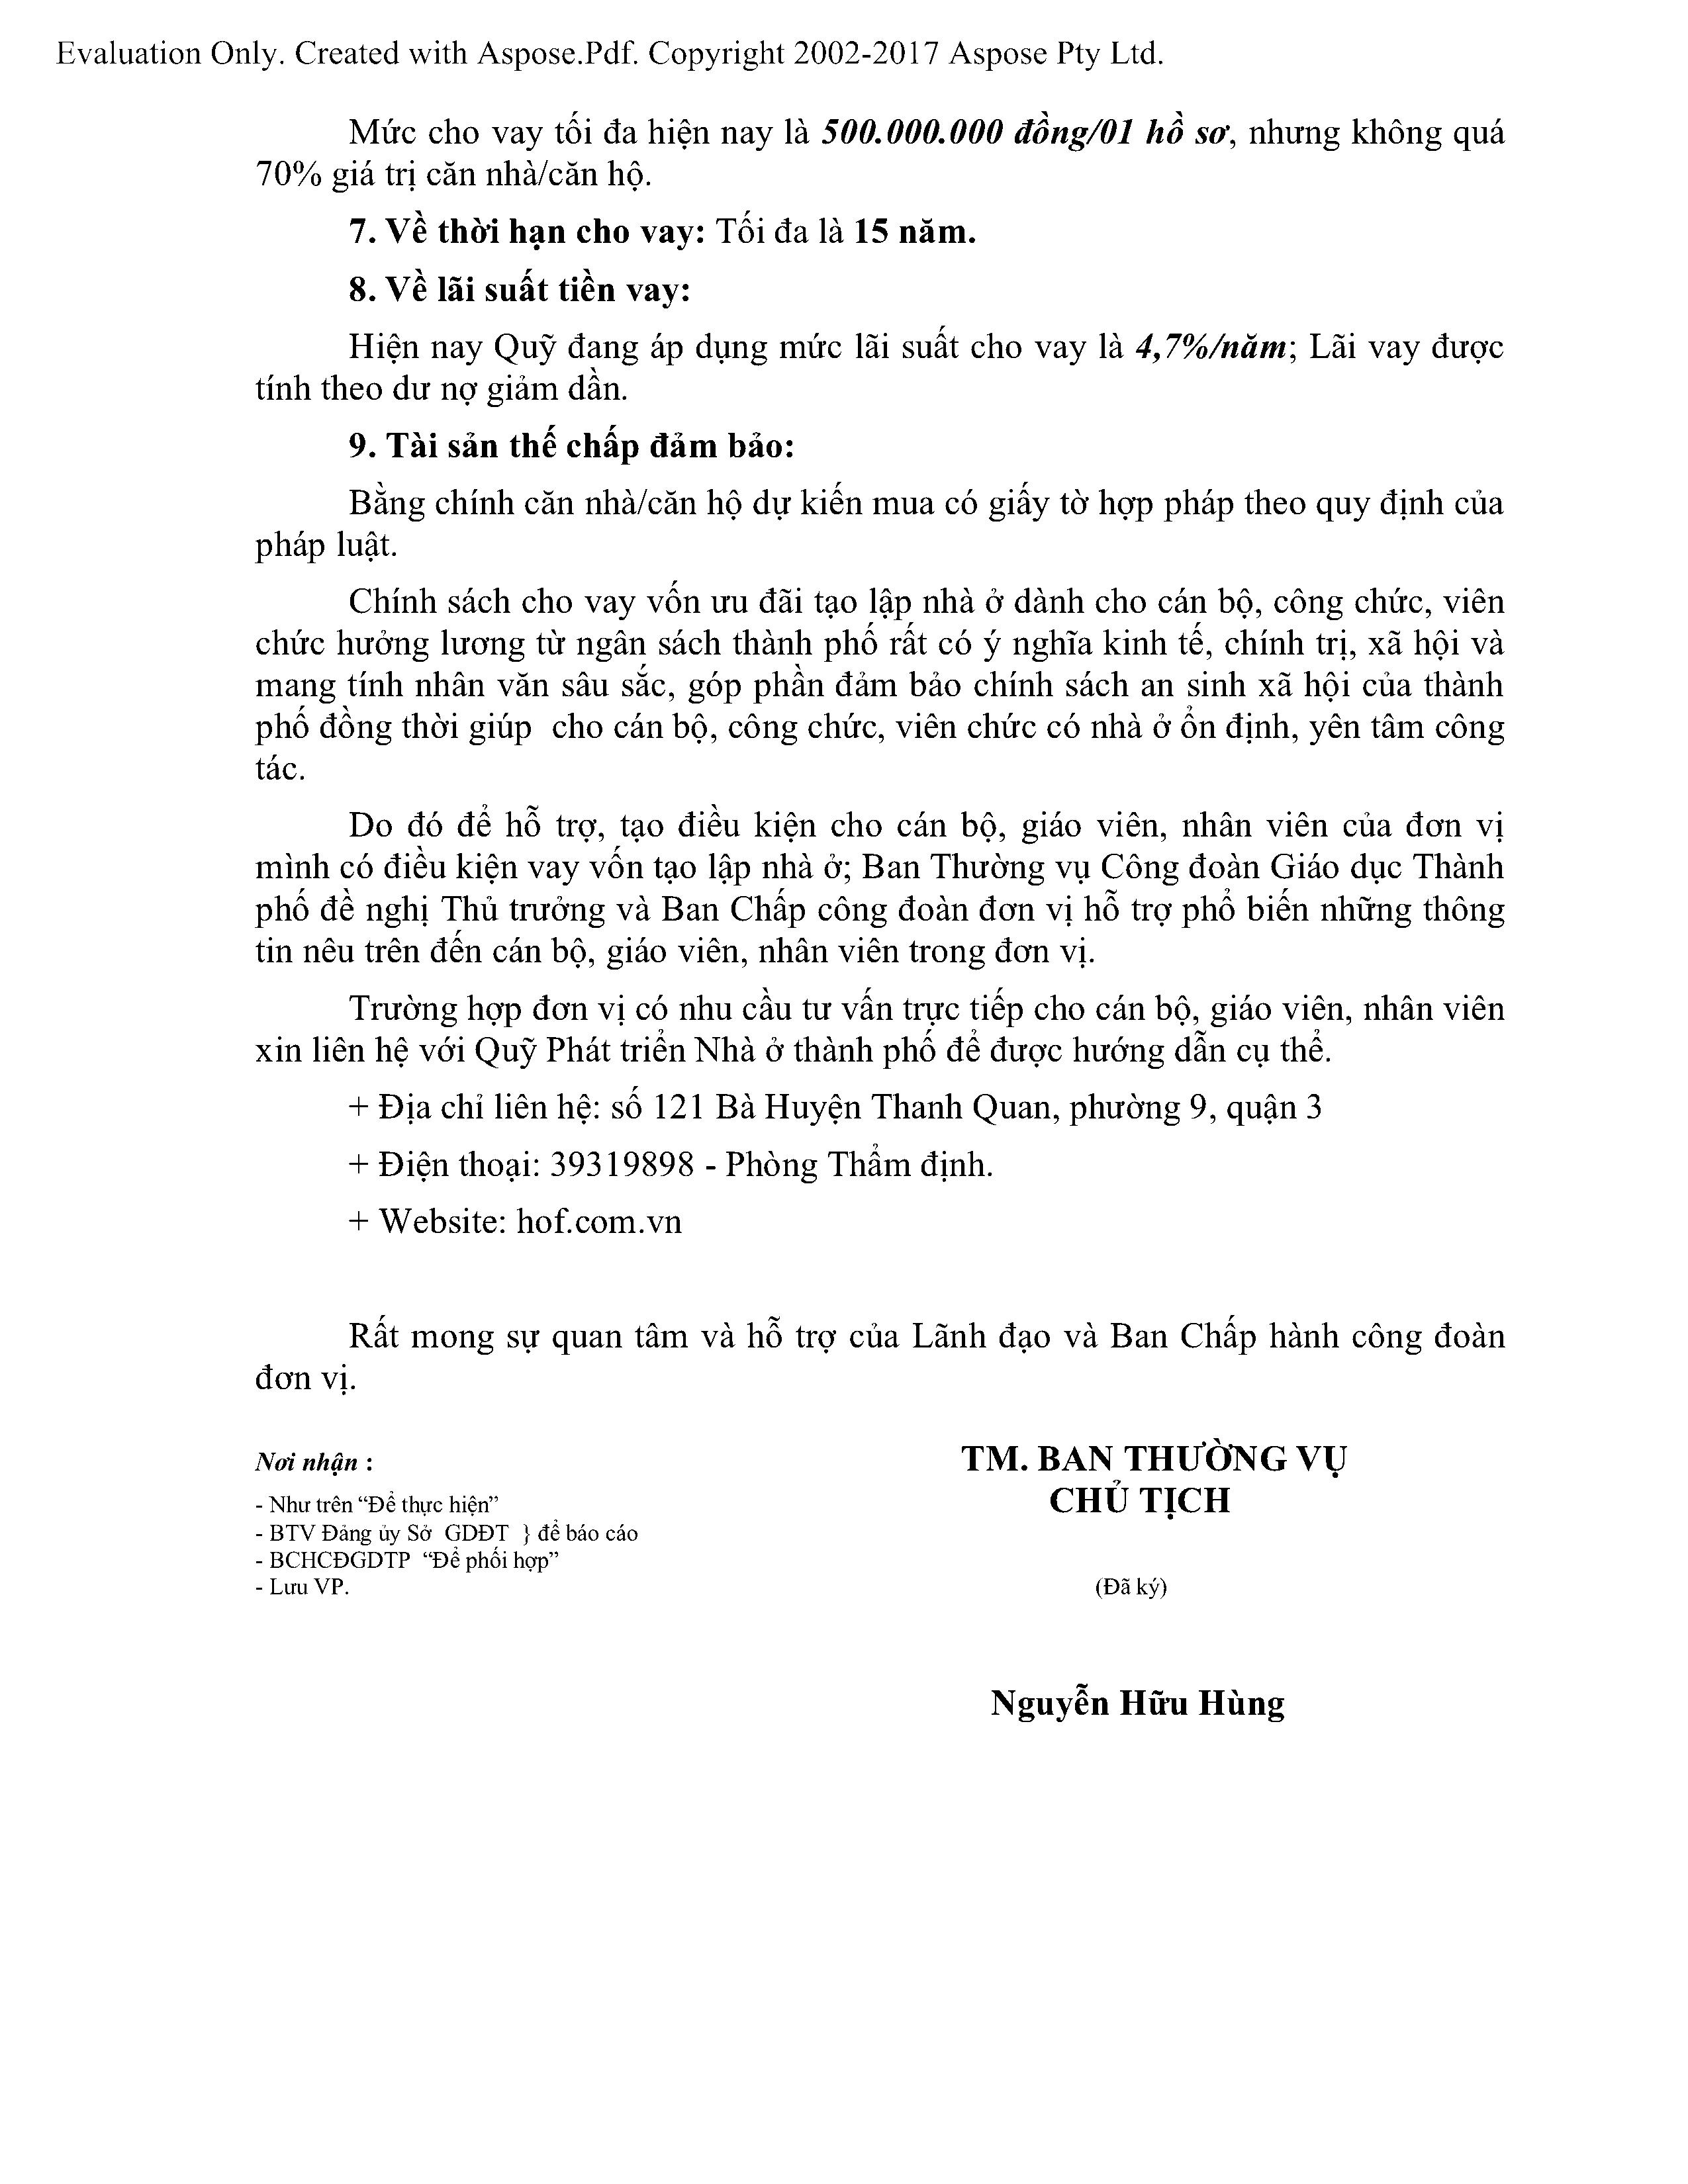 Evaluation Only. Created with Aspose.Pdf. Copyright 2002-2017 Aspose Pty Ltd.
Mức cho vay tối đa hiện nay là 500.000.000 đồng/01 hồ sơ, nhưng không quá
70% giá trị căn nhà/căn hộ.
7. Về thời hạn cho vay: Tối đa là 15 năm.
8. Về lãi suất tiền vay:
Hiện nay Quỹ đang áp dụng mức lãi suất cho vay là 4,7%/năm; Lãi vay được
tính theo dư nợ giảm dần.
9. Tài sản thế chấp đảm bảo:
Bằng chính căn nhà/căn hộ dự kiến mua có giấy tờ hợp pháp theo quy định của
pháp luật.
Chính sách cho vay vốn ưu đãi tạo lập nhà ở dành cho cán bộ, công chức, viên
chức hưởng lương từ ngân sách thành phố rất có ý nghĩa kinh tế, chính trị, xã hội và
mang tính nhân văn sâu sắc, góp phần đảm bảo chính sách an sinh xã hội của thành
phố đồng thời giúp  cho cán bộ, công chức, viên chức có nhà ở ổn định, yên tâm công
tác.
Do đó để hỗ trợ, tạo điều kiện cho cán bộ, giáo viên, nhân viên của đơn vị
mình có điều kiện vay vốn tạo lập nhà ở; Ban Thường vụ Công đoàn Giáo dục Thành
phố đề nghị Thủ trưởng và Ban Chấp công đoàn đơn vị hỗ trợ phổ biến những thông
tin nêu trên đến cán bộ, giáo viên, nhân viên trong đơn vị.
Trường hợp đơn vị có nhu cầu tư vấn trực tiếp cho cán bộ, giáo viên, nhân viên
xin liên hệ với Quỹ Phát triển Nhà ở thành phố để được hướng dẫn cụ thể.
+ Địa chỉ liên hệ: số 121 Bà Huyện Thanh Quan, phường 9, quận 3
+ Điện thoại: 39319898 - Phòng Thẩm định.
+ Website: hof.com.vn
Rất mong sự quan tâm và hỗ trợ của Lãnh đạo và Ban Chấp hành công đoàn
đơn vị.
Nơi nhận :
- Như trên “Để thực hiện”
- BTV Đảng ủy Sở  GDĐT  } để báo cáo
- BCHCĐGDTP  “Để phối hợp”
- Lưu VP.
TM. BAN THƯỜNG VỤ
CHỦ TỊCH
(Đã ký)
Nguyễn Hữu Hùng